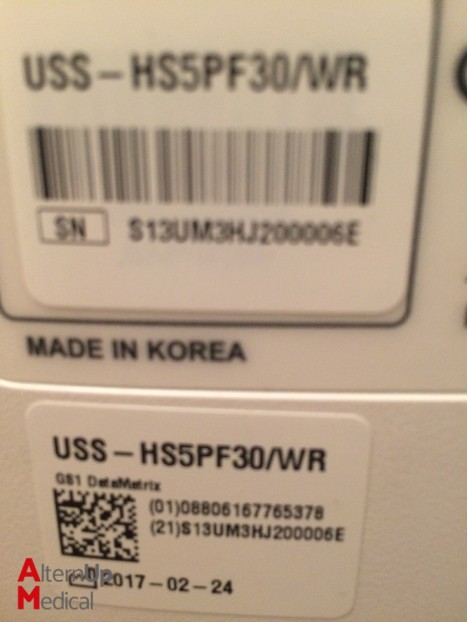 USS-HS5PF30/WR
SN S13UM3HJ200006E
MADE IN KOREA
USS-HS5PF30/WR
GS1 DataMatrix
(01)08806167765378
(21)S13UM3HJ200006E
2017-02-24
AlternUp
Medical